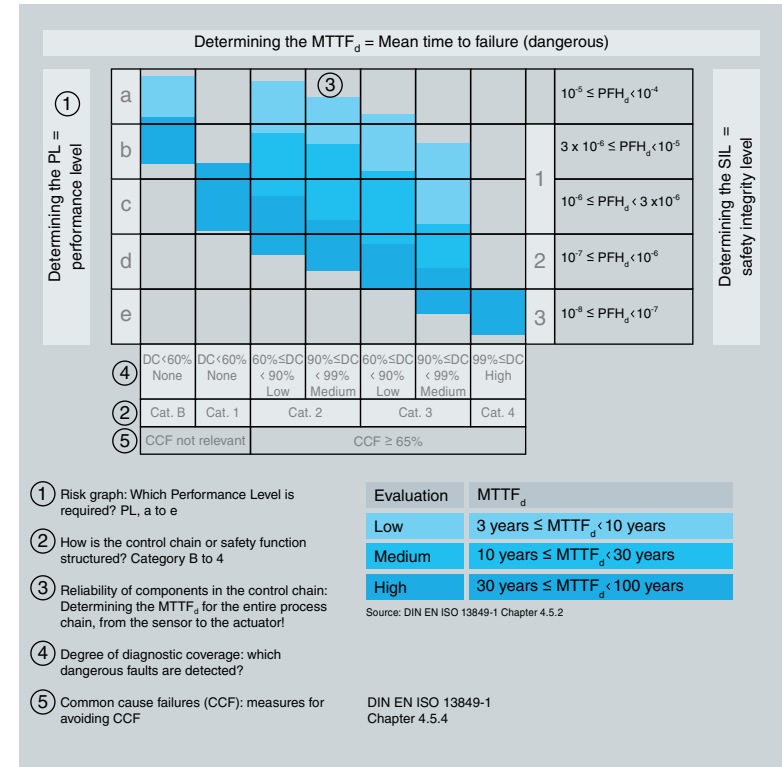 Determining the MTTFd = Mean time to failure (dangerous)
1
Determining the PL =
performance level
3
a
b
c
d
e
1
2
3
10-5 ≤ PFHd‹10-4
3 x 10-6 ≤ PFHd‹10-5
10-6 ≤ PFHd ‹ 3 x10-6
10-7 ≤ PFHd‹10-6
10-8 ≤ PFHd‹10-7
Determining the SIL =
safety integrity level
4
DC‹60%
None
DC‹60%
None
60%≤DC
‹ 90%
Low
90%≤DC
‹ 99%
Medium
60%≤DC
‹ 90%
Low
90%≤DC
‹ 99%
Medium
99%≤DC
High
2
Cat. B
Cat. 1
Cat. 2
Cat. 3
Cat. 4
5
CCF not relevant
CCF ≥ 65%
1 Risk graph: Which Performance Level is
required? PL, a to e
2 How is the control chain or safety function
structured? Category B to 4
3 Reliability of components in the control chain:
Determining the MTTFd for the entire process
chain, from the sensor to the actuator!
4 Degree of diagnostic coverage: which
dangerous faults are detected?
5 Common cause failures (CCF): measures for
avoiding CCF
Evaluation MTTFd
Low 3 years ≤ MTTFd‹10 years
Medium 10 years ≤ MTTFd‹30 years
High 30 years ≤ MTTFd‹100 years
Source: DIN EN ISO 13849-1 Chapter 4.5.2
DIN EN ISO 13849-1
Chapter 4.5.4